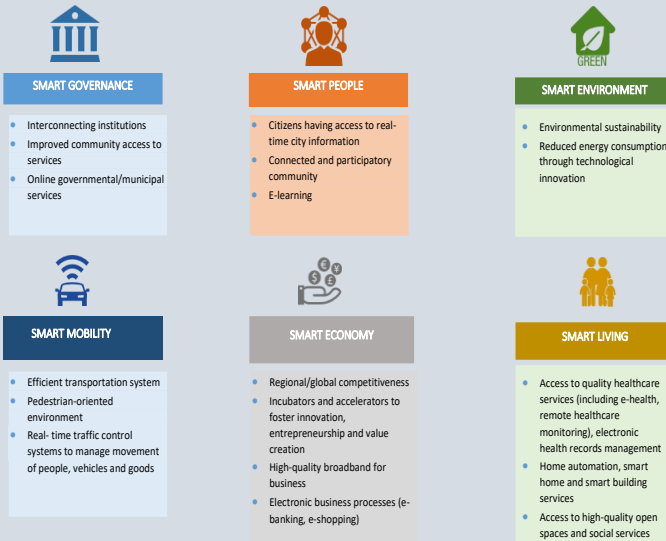 SMART GOVERNANCE
Interconnecting institutions
Improved community access to
services
Online governmental/municipal
services
SMART PEOPLE
Citizens having access to real-
time city information
Connected and participatory
community
E-learning
GREEN
SMART ENVIRONMENT
Environmental sustainability
Reduced energy consumption
through technological
innovation
SMART MOBILITY
Efficient transportation system
Pedestrian-oriented
environment
Real- time traffic control
systems to manage movement
of people, vehicles and goods
$ € £ ¥
SMART ECONOMY
Regional/global competitiveness
Incubators and accelerators to
foster innovation,
entrepreneurship and value
creation
High-quality broadband for
business
Electronic business processes (e-
banking, e-shopping)
SMART LIVING
Access to quality healthcare
services (including e-health,
remote healthcare
monitoring), electronic
health records management
Home automation, smart
home and smart building
services
Access to high-quality open
spaces and social services